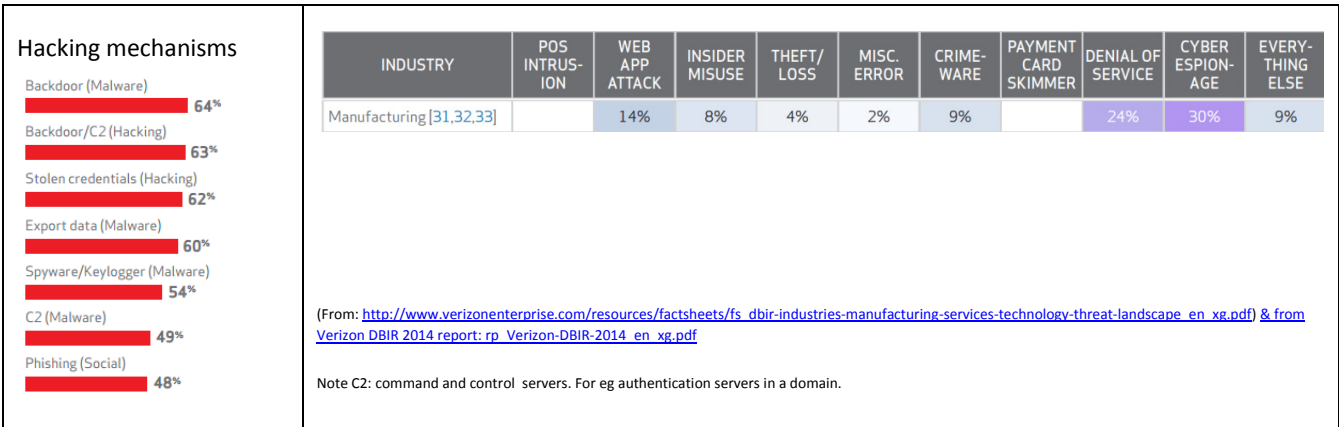 Hacking mechanisms
Backdoor (Malware)
64%
Backdoor/C2 (Hacking)
63%
Stolen credentials (Hacking)
62%
Export data (Malware)
60%
Spyware/Keylogger (Malware)
54%
C2 (Malware)
49%
Phishing (Social)
48%
INDUSTRY
POS
INTRUS-
ION
WEB
APP
ATTACK
INSIDER
MISUSE
THEFT/
LOSS
MISC.
ERROR
CRIME-
WARE
PAYMENT
CARD
SKIMMER
DENIAL OF
SERVICE
CYBER
ESPION-
AGE
EVERY-
THING
ELSE
Manufacturing [31,32,33] 14% 8% 4% 2% 9% 24% 30% 9%
(From: http://www.verizonenterprise.com/resources/factsheets/fs_dbir-industries-manufacturing-services-technology-threat-landscape_en_xg.pdf) & from
Verizon DBIR 2014 report: rp_Verizon-DBIR-2014_en_xg.pdf
Note C2: command and control servers. For eg authentication servers in a domain.